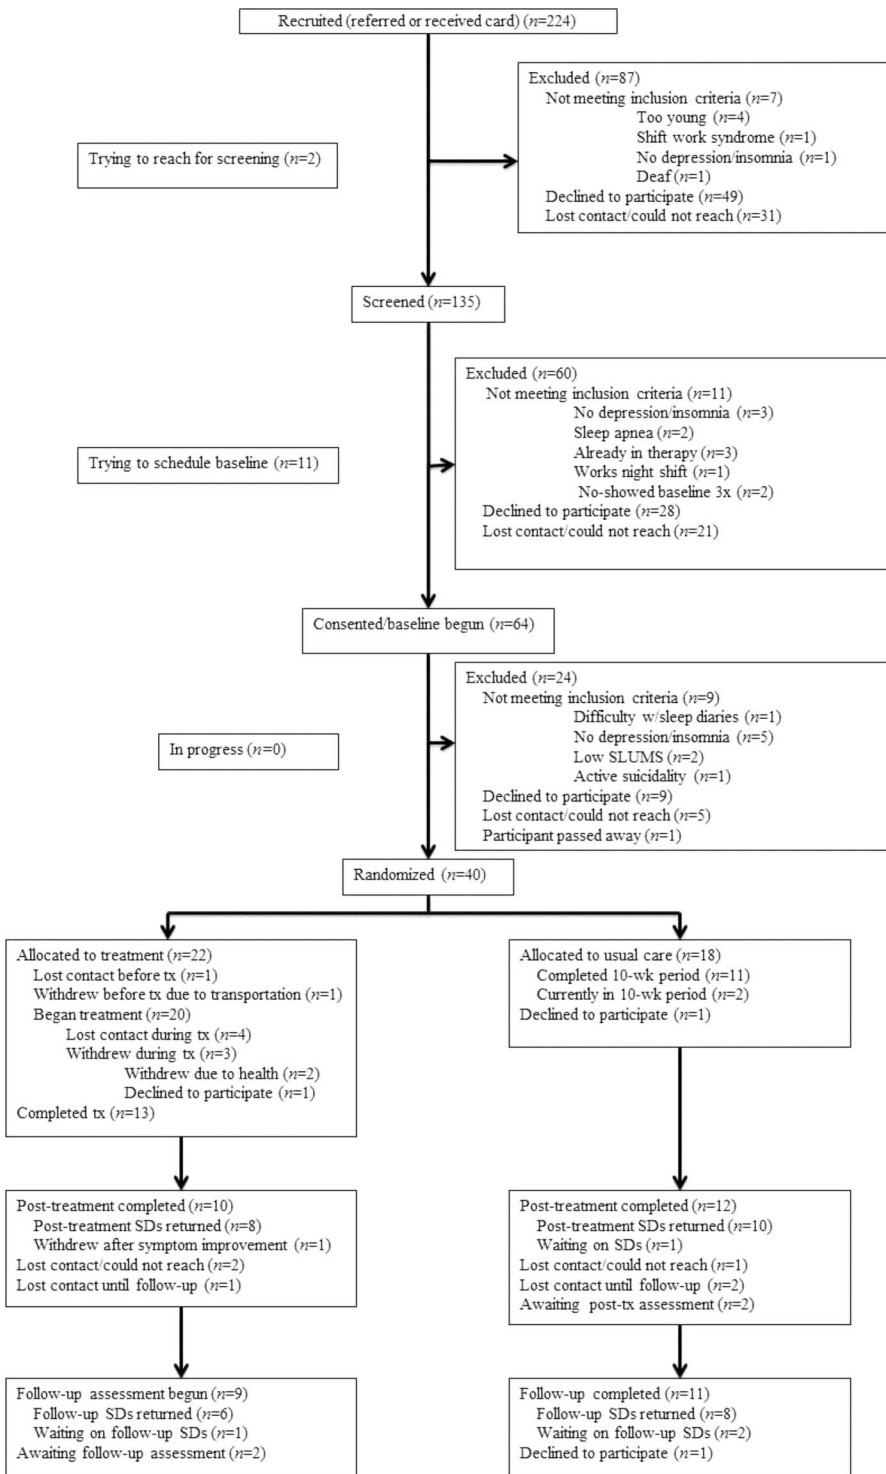 Recruited (referred or received card) (n=224)
Excluded (n=87)
Not meeting inclusion criteria (n=7)
Too young (n=4)
Shift work syndrome (n=1)
No depression/insomnia (n=1)
Deaf (n=1)
Declined to participate (n=49)
Lost contact/could not reach (n=31)
Trying to reach for screening (n=2)
Screened (n=135)
Excluded (n=60)
Not meeting inclusion criteria (n=11)
No depression/insomnia (n=3)
Sleep apnea (n=2)
Already in therapy (n=3)
Works night shift (n=1)
No-showed baseline 3x (n=2)
Declined to participate (n=28)
Lost contact/could not reach (n=21)
Trying to schedule baseline (n=11)
Consented/baseline begun (n=64)
Excluded (n=24)
Not meeting inclusion criteria (n=9)
Difficulty w/sleep diaries (n=1)
No depression/insomnia (n=5)
Low SLUMS (n=2)
Active suicidality (n=1)
Declined to participate (n=9)
Lost contact/could not reach (n=5)
Participant passed away (n=1)
In progress (n=0)
Randomized (n=40)
Allocated to treatment (n=22)
Lost contact before tx (n=1)
Withdrew before tx due to transportation (n=1)
Began treatment (n=20)
Lost contact during tx (n=4)
Withdrew during tx (n=3)
Withdrew due to health (n=2)
Declined to participate (n=1)
Completed tx (n=13)
Allocated to usual care (n=18)
Completed 10-wk period (n=11)
Currently in 10-wk period (n=2)
Declined to participate (n=1)
Post-treatment completed (n=10)
Post-treatment SDs returned (n=8)
Withdrew after symptom improvement (n=1)
Lost contact/could not reach (n=2)
Lost contact until follow-up (n=1)
Post-treatment completed (n=12)
Post-treatment SDs returned (n=10)
Waiting on SDs (n=1)
Lost contact/could not reach (n=1)
Lost contact until follow-up (n=2)
Awaiting post-tx assessment (n=2)
Follow-up assessment begun (n=9)
Follow-up SDs returned (n=6)
Waiting on follow-up SDs (n=1)
Awaiting follow-up assessment (n=2)
Follow-up completed (n=11)
Follow-up SDs returned (n=8)
Waiting on follow-up SDs (n=2)
Declined to participate (n=1)